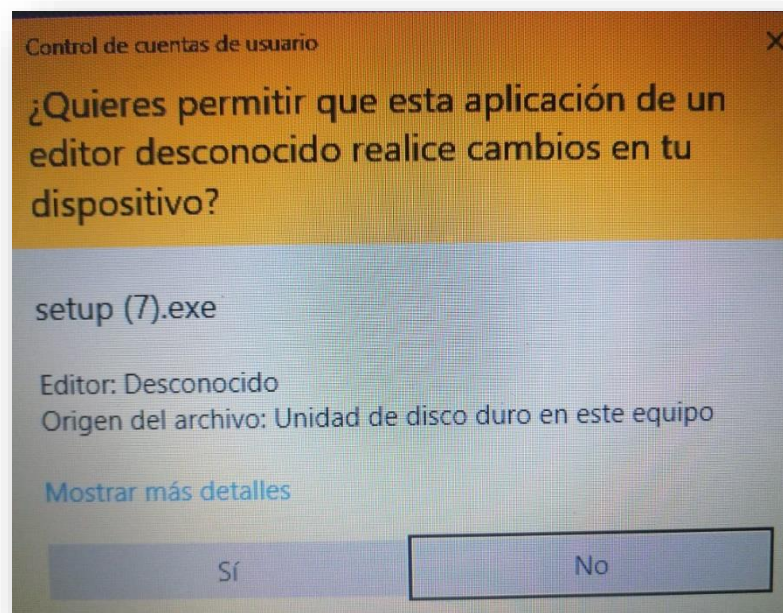 Control de cuentas de usuario
¿Quieres permitir que esta aplicación de un
editor desconocido realice cambios en tu
dispositivo?
setup (7).exe
Editor: Desconocido
Origen del archivo: Unidad de disco duro en este equipo
Mostrar más detalles
Sí
No